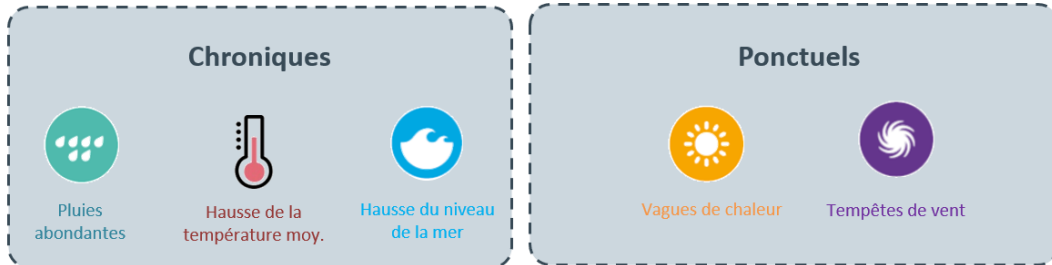 Chroniques
Pluies
abondantes
Hausse de la
température moy.
Hausse du niveau
de la mer
Ponctuels
Vagues de chaleur
Tempêtes de vent